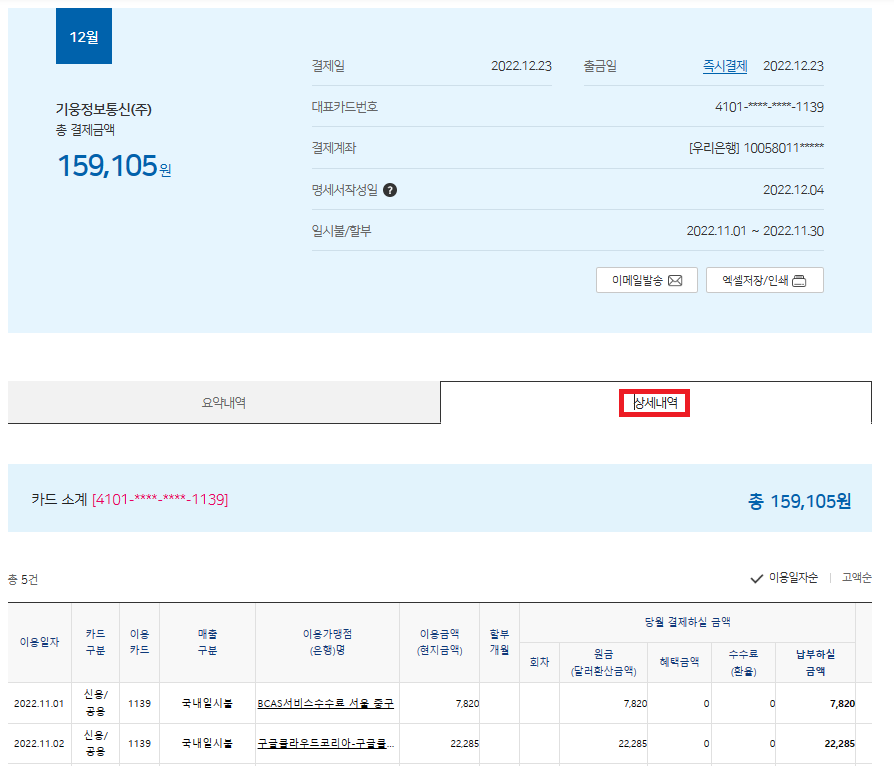 12월
결제일 2022.12.23 출금일 즉시결제 2022.12.23
기웅정보통신(주)
총 결제금액
159,105원
대표카드번호 4101-****-****-1139
결제계좌 [우리은행] 10058011*****
명세서작성일 ? 2022.12.04
일시불/할부 2022.11.01 ~ 2022.11.30
이메일발송 엑셀저장/인쇄
요약내역 상세내역
카드 소계 [4101-****-****-1139] 총 159,105원
총 5건 이용일자순 고액순
이용일자 카드 구분 이용 카드 매출 구분 이용가맹점 (은행)명 이용금액 (현지금액) 할부 개월 당월 결제하실 금액
회차 원금 (달러환산금액) 혜택금액 수수료 (환율) 납부하실 금액
2022.11.01 신용/공용 1139 국내일시불 BCAS서비스수수료 서울 중구 7,820 7,820 0 0 7,820
2022.11.02 신용/공용 1139 국내일시불 구글클라우드코리아-구글클... 22,285 22,285 0 0 22,285